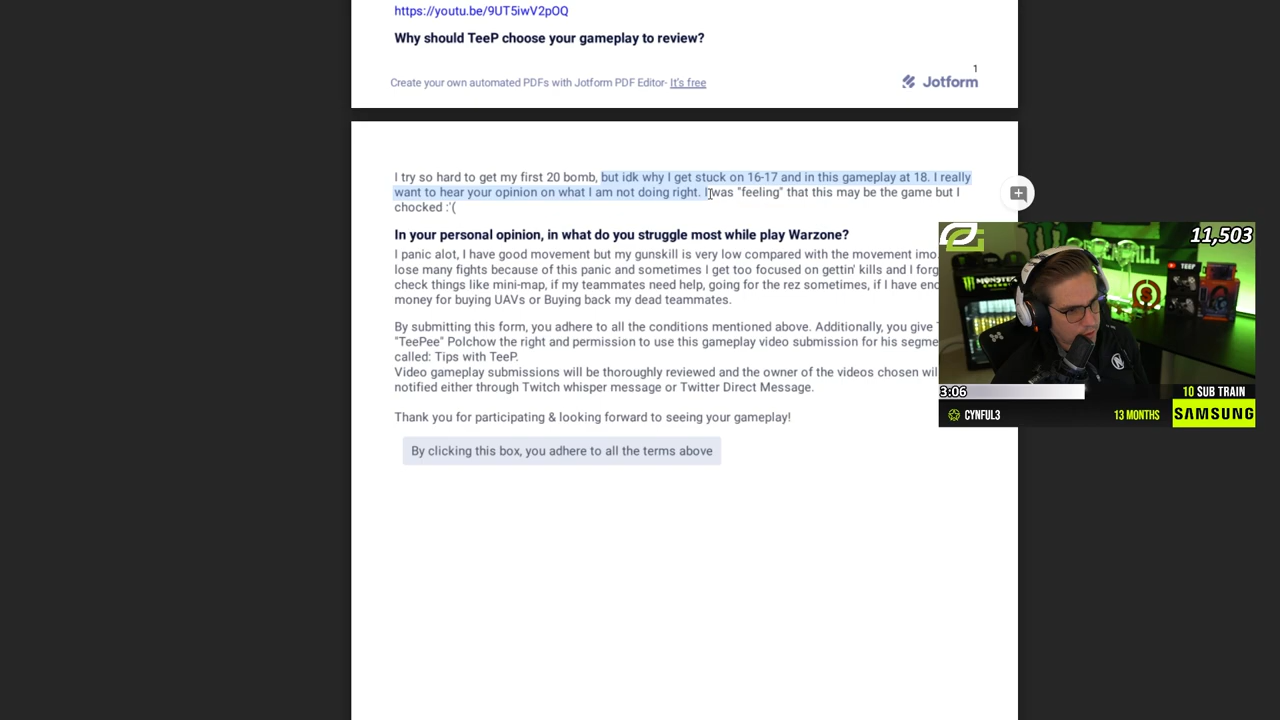 https://youtu.be/9UT5iwV2pOQ
Why should TeeP choose your gameplay to review?
1
Create your own automated PDFs with Jotform PDF Editor- It's free
Jotform
I try so hard to get my first 20 bomb, but idk why I get stuck on 16-17 and in this gameplay at 18. I really
want to hear your opinion on what I am not doing right. I was "feeling" that this may be the game but I
chocked :'(
In your personal opinion, in what do you struggle most while play Warzone?
I panic alot, I have good movement but my gunskill is very low compared with the movement imo.
lose many fights because of this panic and sometimes I get too focused on gettin' kills and I
check things like mini-map, if my teammates need help, going for the rez sometimes, if I have
money for buying UAVs or Buying back my dead teammates.
By submitting this form, you adhere to all the conditions mentioned above. Additionally, you give
"TeePee" Polchow the right and permission to use this gameplay video submission for his
called: Tips with TeeP.
Video gameplay submissions will be thoroughly reviewed and the owner of the videos chosen
notified either through Twitch whisper message or Twitter Direct Message.
Thank you for participating & looking forward to seeing your gameplay!
By clicking this box, you adhere to all the terms above
11,503
MONSTER
TEEP
3:06
10 SUB TRAIN
CYNFUL3
13 MONTHS
SAMSUNG